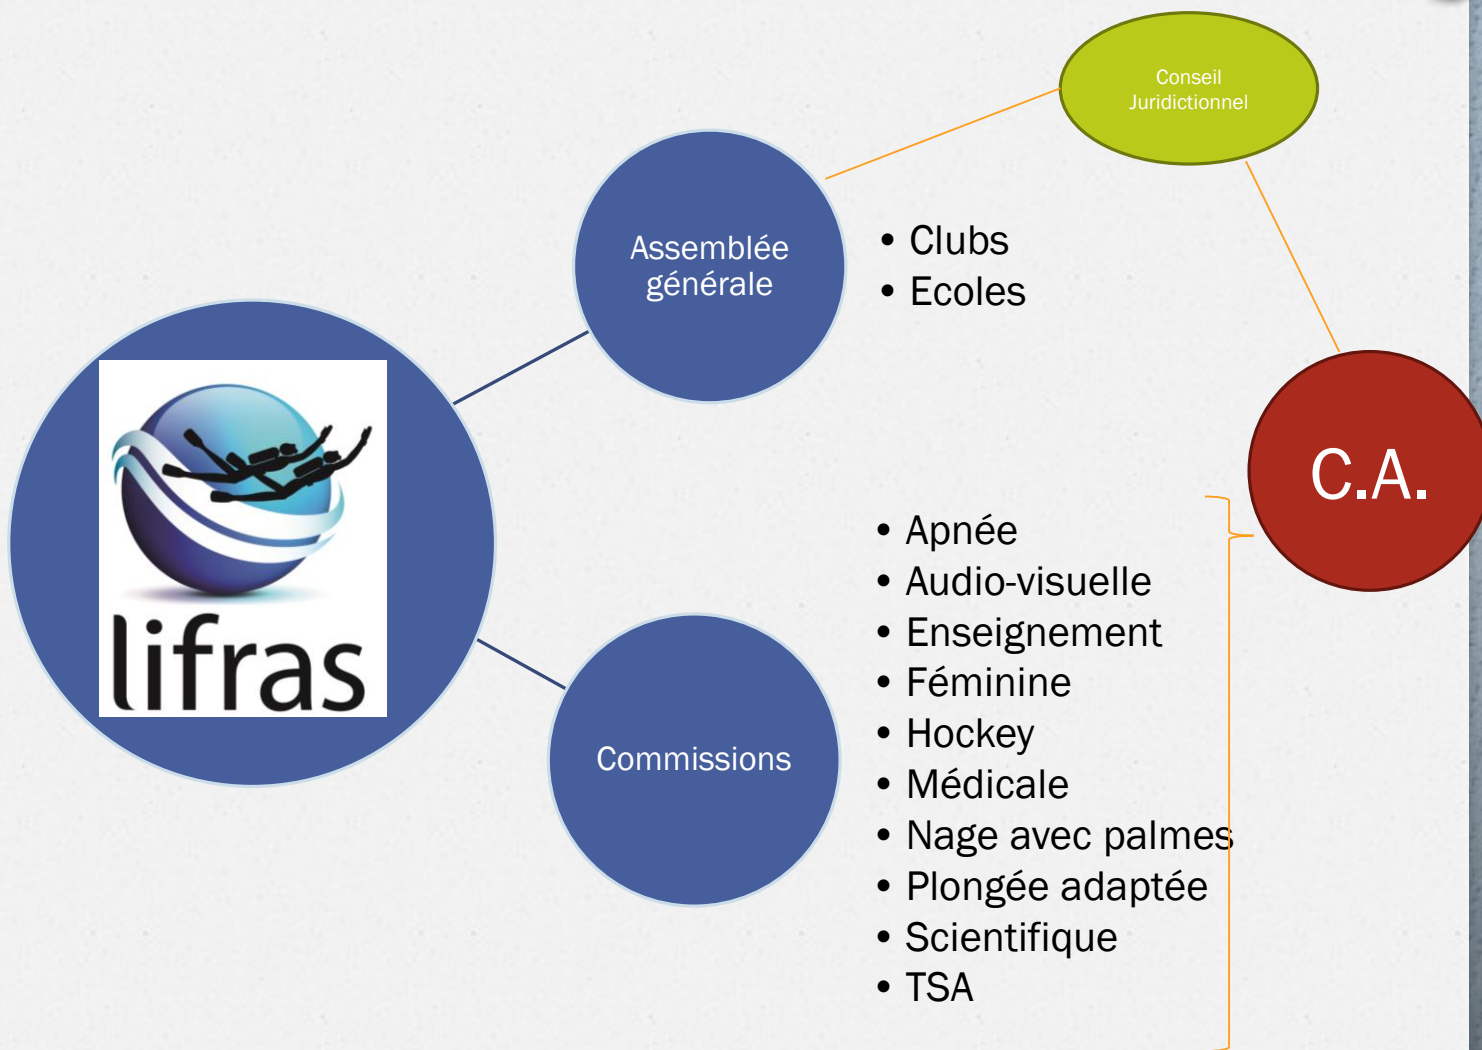 Conseil
Juridictionnel
Assemblée
générale
• Clubs
• Ecoles
C.A.
lifras
Commissions
• Apnée
• Audio-visuelle
• Enseignement
• Féminine
• Hockey
• Médicale
• Nage avec palmes
• Plongée adaptée
• Scientifique
• TSA